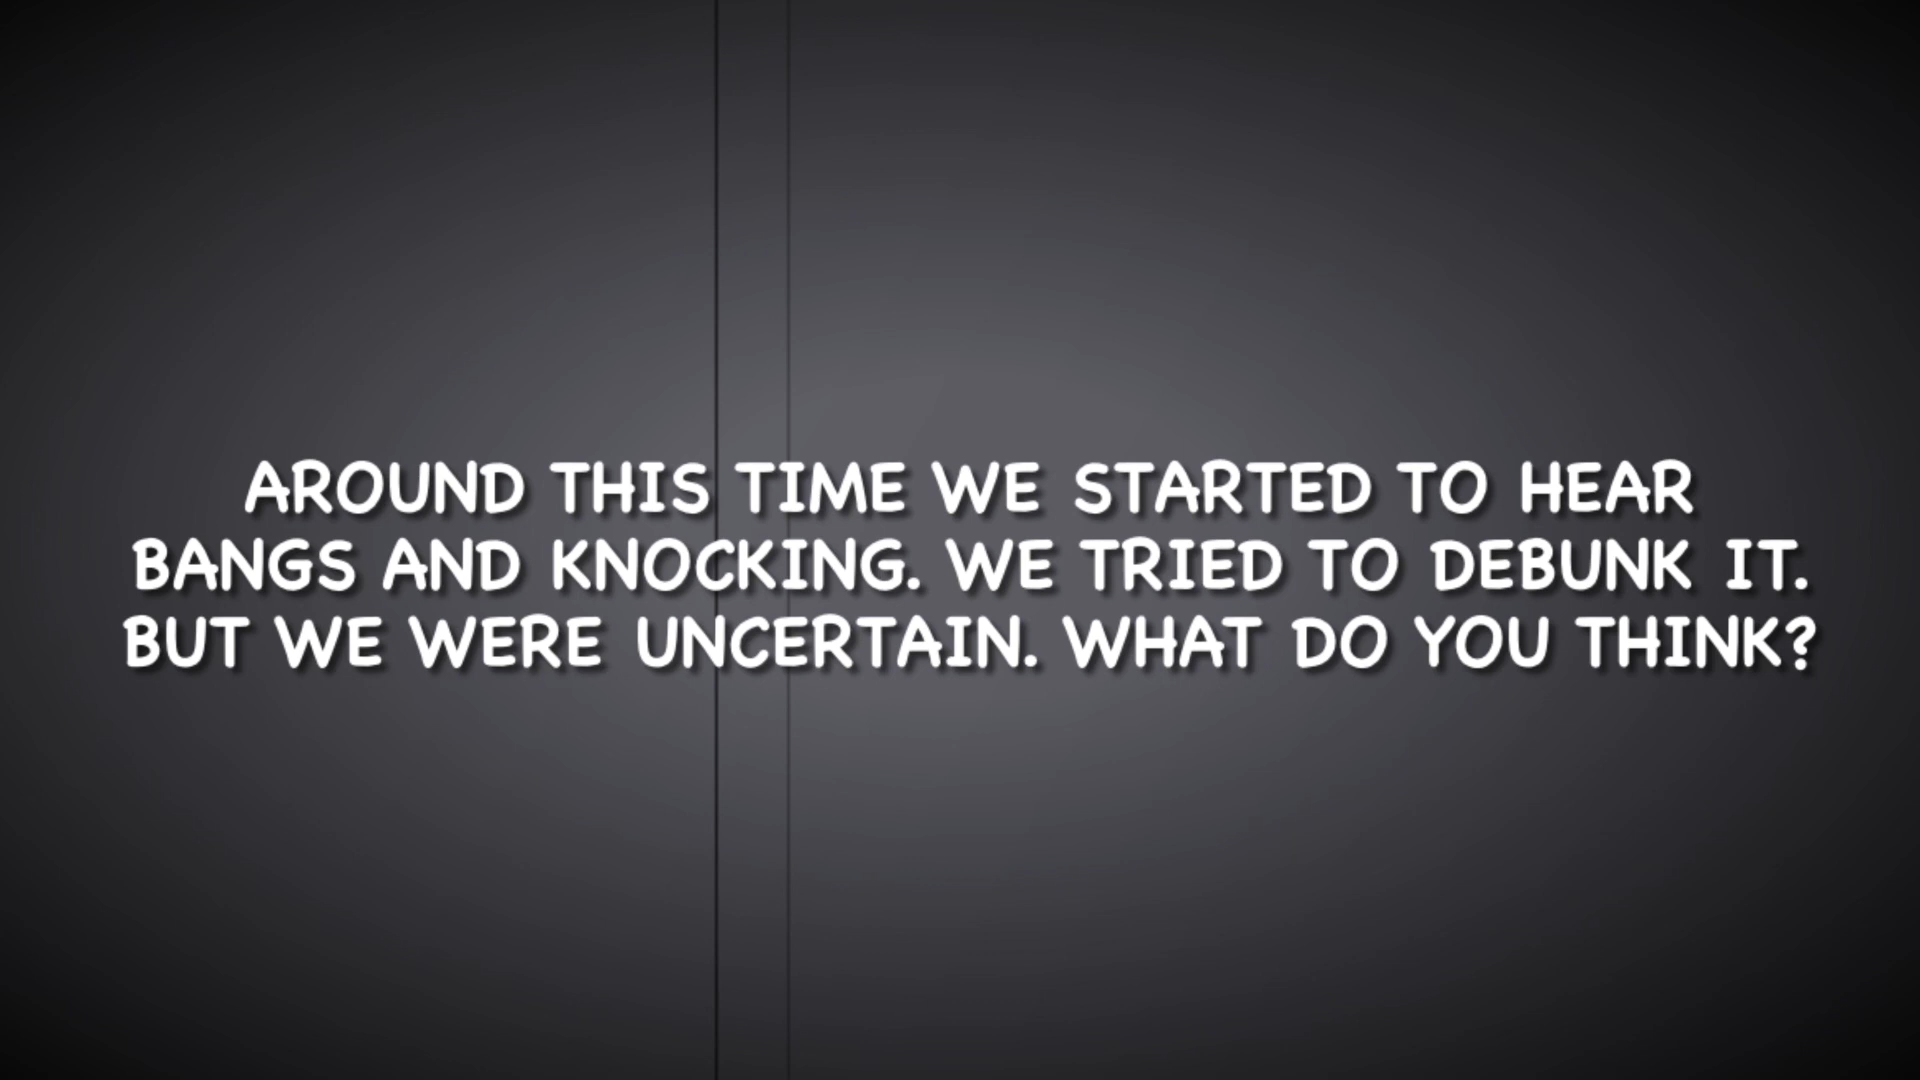 AROUND THIS TIME WE STARTED TO HEAR
BANGS AND KNOCKING. WE TRIED TO DEBUNK IT.
BUT WE WERE UNCERTAIN. WHAT DO YOU THINK?